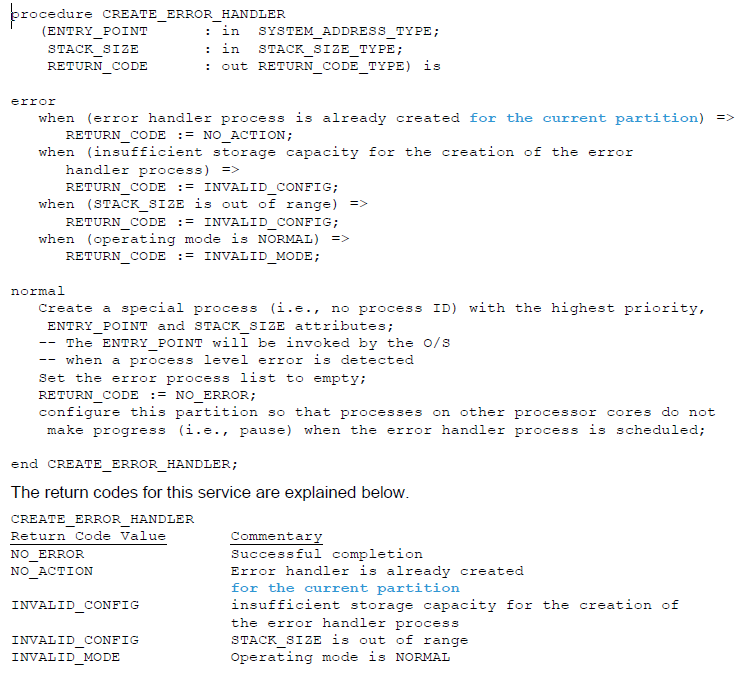 procedure CREATE_ERROR_HANDLER
(ENTRY_POINT : in SYSTEM_ADDRESS_TYPE;
STACK_SIZE : in STACK_SIZE_TYPE;
RETURN_CODE : out RETURN_CODE_TYPE) is
error
when (error handler process is already created for the current partition) =>
RETURN_CODE := NO_ACTION;
when (insufficient storage capacity for the creation of the error
handler process) =>
RETURN_CODE := INVALID_CONFIG;
when (STACK_SIZE is out of range) =>
RETURN_CODE := INVALID_CONFIG;
when (operating mode is NORMAL) =>
RETURN_CODE := INVALID_MODE;
normal
Create a special process (i.e., no process ID) with the highest priority,
ENTRY_POINT and STACK_SIZE attributes;
-- The ENTRY_POINT will be invoked by the O/S
-- when a process level error is detected
Set the error process list to empty;
RETURN_CODE := NO_ERROR;
configure this partition so that processes on other processor cores do not
make progress (i.e., pause) when the error handler process is scheduled;
end CREATE_ERROR_HANDLER;
The return codes for this service are explained below.
CREATE_ERROR_HANDLER
Return Code Value Commentary
NO_ERROR Successful completion
NO_ACTION Error handler is already created
for the current partition
INVALID_CONFIG insufficient storage capacity for the creation of
the error handler process
INVALID_CONFIG STACK_SIZE is out of range
INVALID_MODE Operating mode is NORMAL